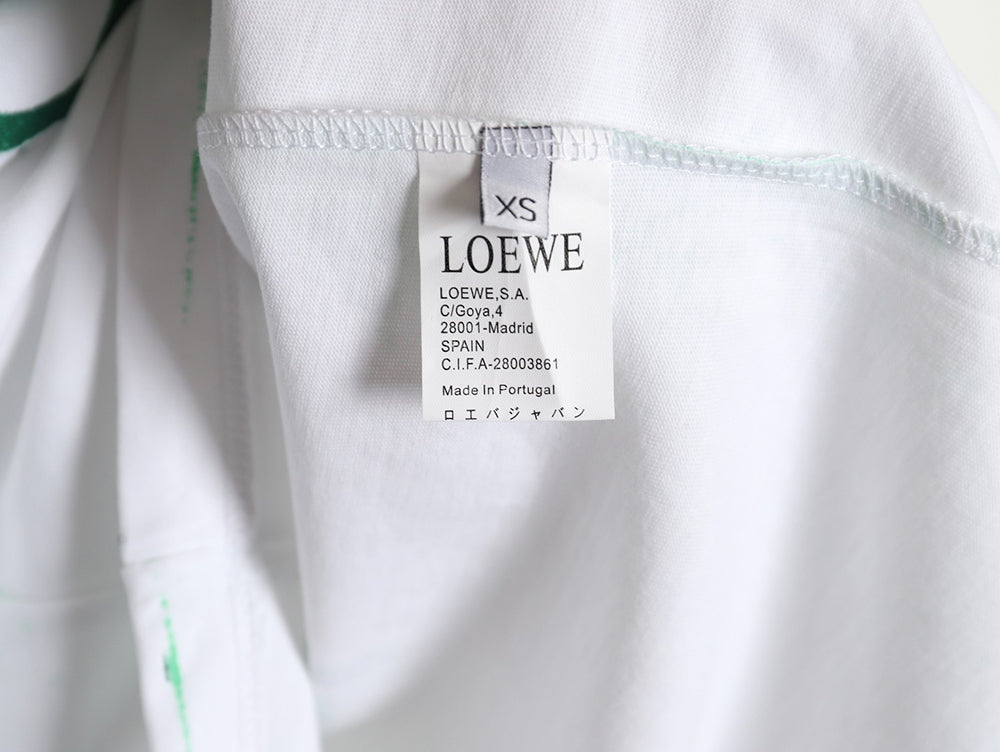 XS
LOEWE
LOEWE,S.A.
C/Goya,4
28001-Madrid
SPAIN
C.I.F.A-28003861
Made In Portugal
ロエバジャバン